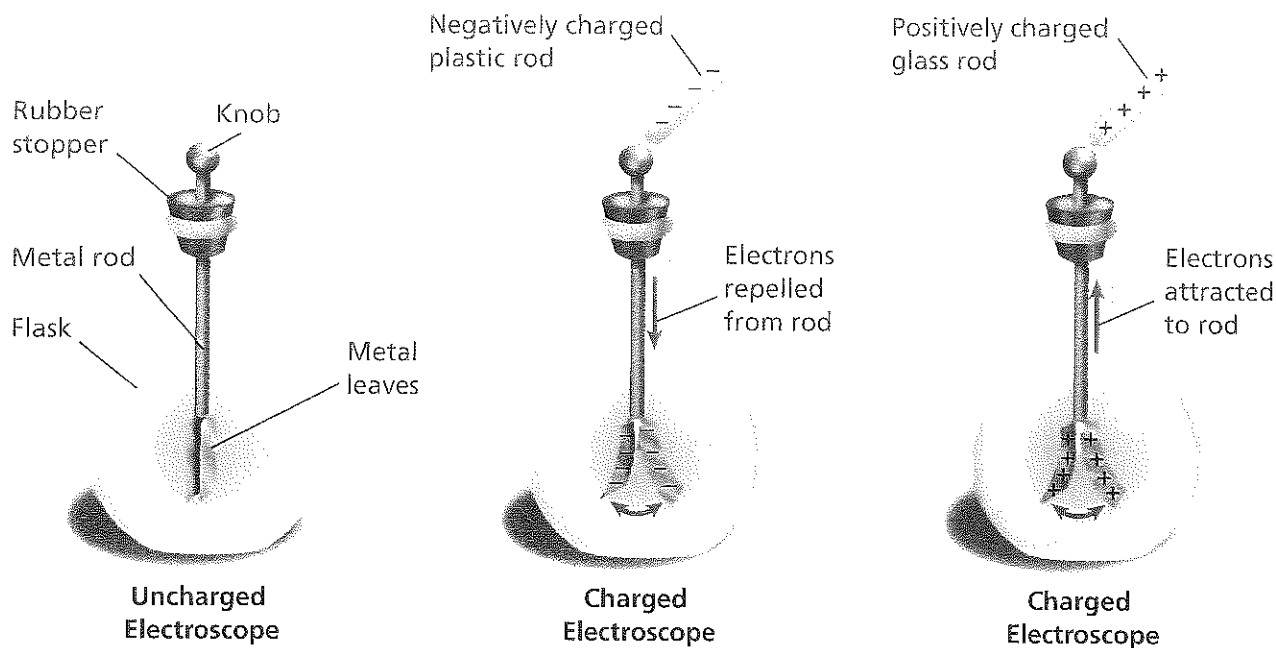 Negatively charged
plastic rod
Positively charged
glass rod
Rubber
stopper
Knob
Metal rod
Flask
Metal
leaves
Electrons
repelled
from rod
Electrons
attracted
to rod
Uncharged
Electroscope
Charged
Electroscope
Charged
Electroscope